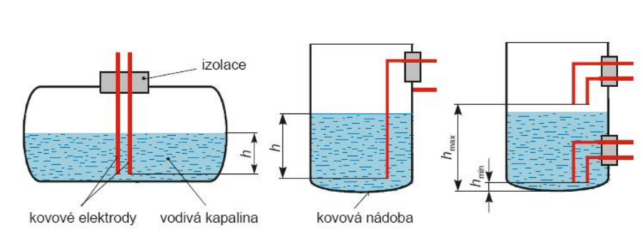 izolace
h
h
h max
h min
kovové elektrody
vodivá kapalina
kovová nádoba